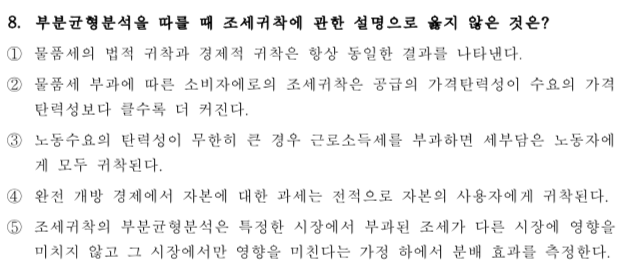 8. 부분균형분석을 따를 때 조세귀착에 관한 설명으로 옳지 않은 것은?
① 물품세의 법적 귀착과 경제적 귀착은 항상 동일한 결과를 나타낸다.
② 물품세 부과에 따른 소비자에로의 조세귀착은 공급의 가격탄력성이 수요의 가격
탄력성보다 클수록 더 커진다.
③ 노동수요의 탄력성이 무한히 큰 경우 근로소득세를 부과하면 세부담은 노동자에
게 모두 귀착된다.
④ 완전 개방 경제에서 자본에 대한 과세는 전적으로 자본의 사용자에게 귀착된다.
⑤ 조세귀착의 부분균형분석은 특정한 시장에서 부과된 조세가 다른 시장에 영향을
미치지 않고 그 시장에서만 영향을 미친다는 가정 하에서 분배 효과를 측정한다.